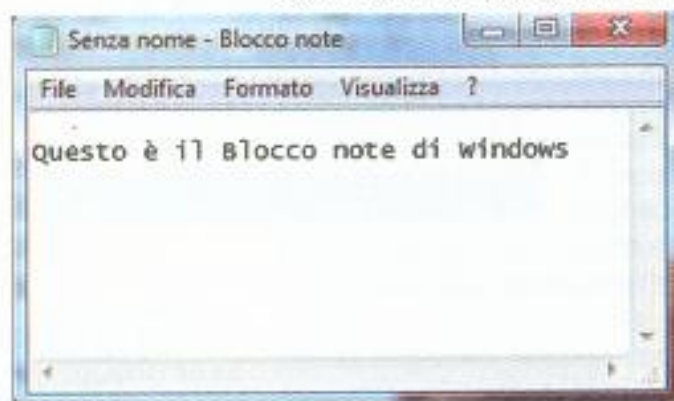 Senza nome - Blocco note
File Modifica Formato Visualizza ?
Questo è il Blocco note di windows